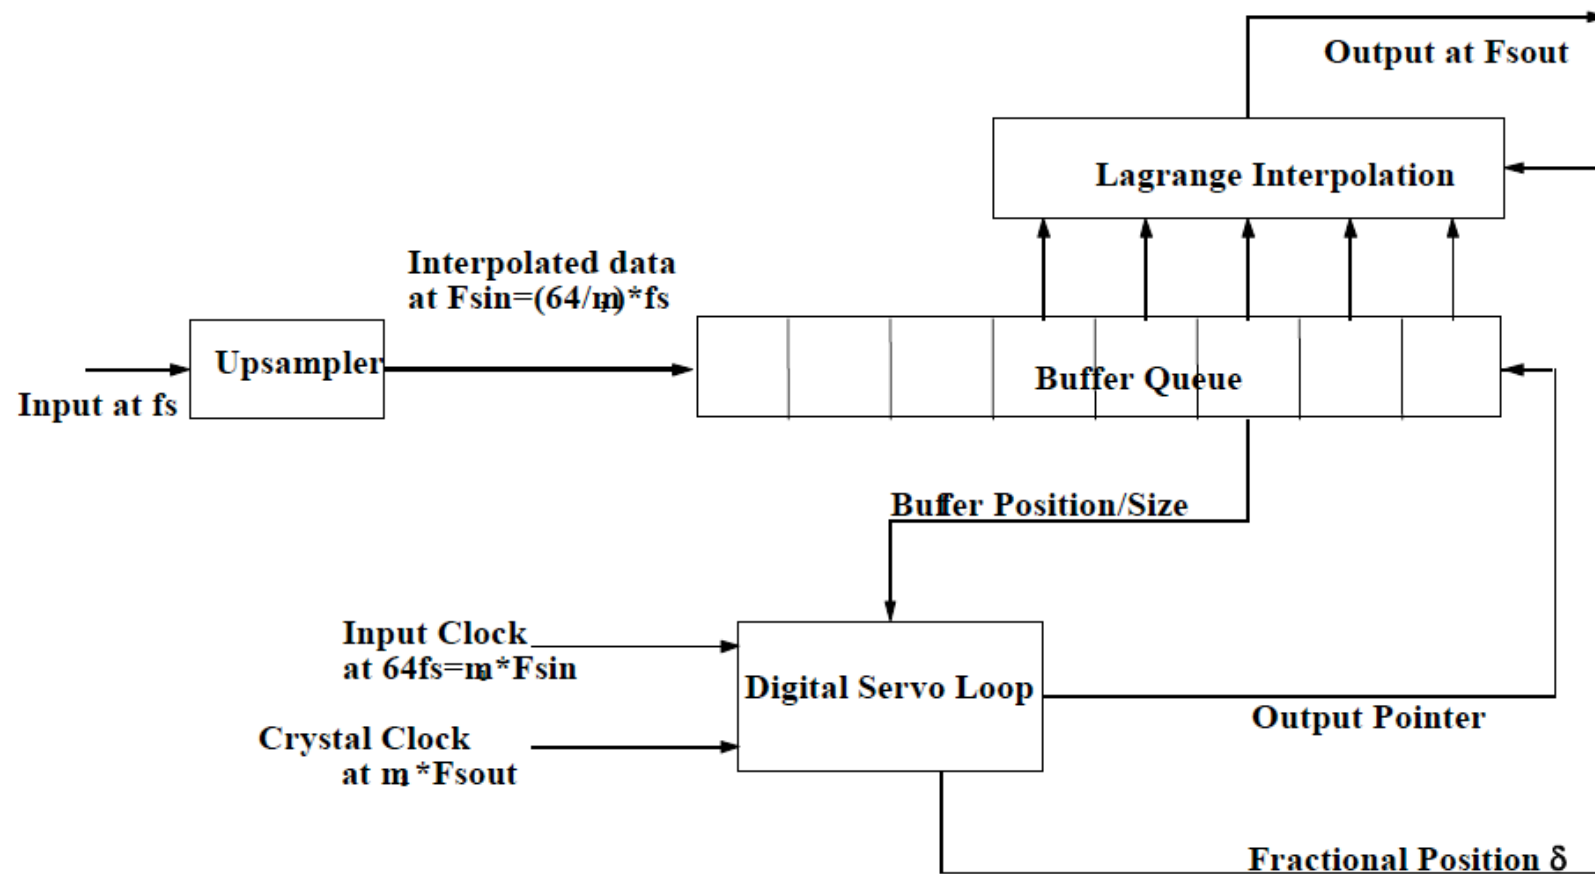 Output at Fsout
Lagrange Interpolation
Interpolated data
at Fsin=(64/m)*fs
Upsampler
Input at fs
Buffer Queue
Buffer Position/Size
Input Clock
at 64fs=m*Fsin
Digital Servo Loop
Crystal Clock
at m*Fsout
Output Pointer
Fractional Position δ